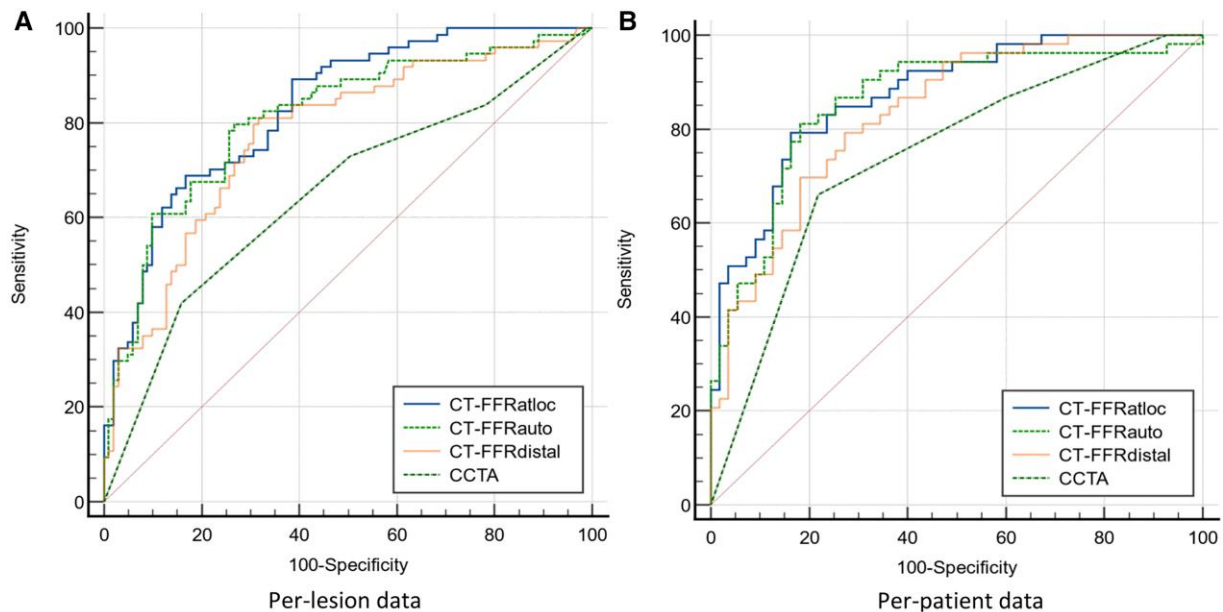 A
100
80
60
40
20
0
Sensitivity
CT-FFRatloc
CT-FFRauto
CT-FFRdistal
CCTA
0 20 40 60 80 100
100-Specificity
Per-lesion data
B
100
80
60
40
20
0
Sensitivity
CT-FFRatloc
CT-FFRauto
CT-FFRdistal
CCTA
0 20 40 60 80 100
100-Specificity
Per-patient data